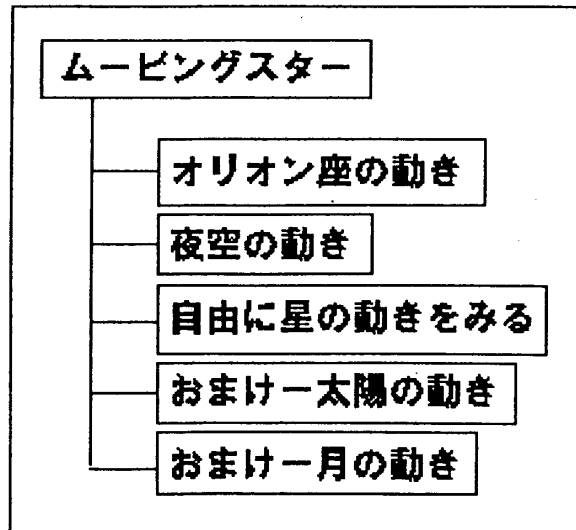 ムービングスター
オリオン座の動き
夜空の動き
自由に星の動きをみる
おまけー太陽の動き
おまけー月の動き